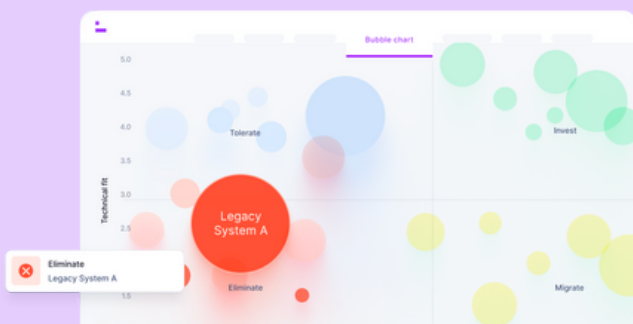 Bubble chart
5.0
4.5
4.0
Tolerate
Invest
3.5
3.0
Technical fit
Legacy
System A
2.5
Eliminate
Legacy System A
Eliminate
Migrate
1.5